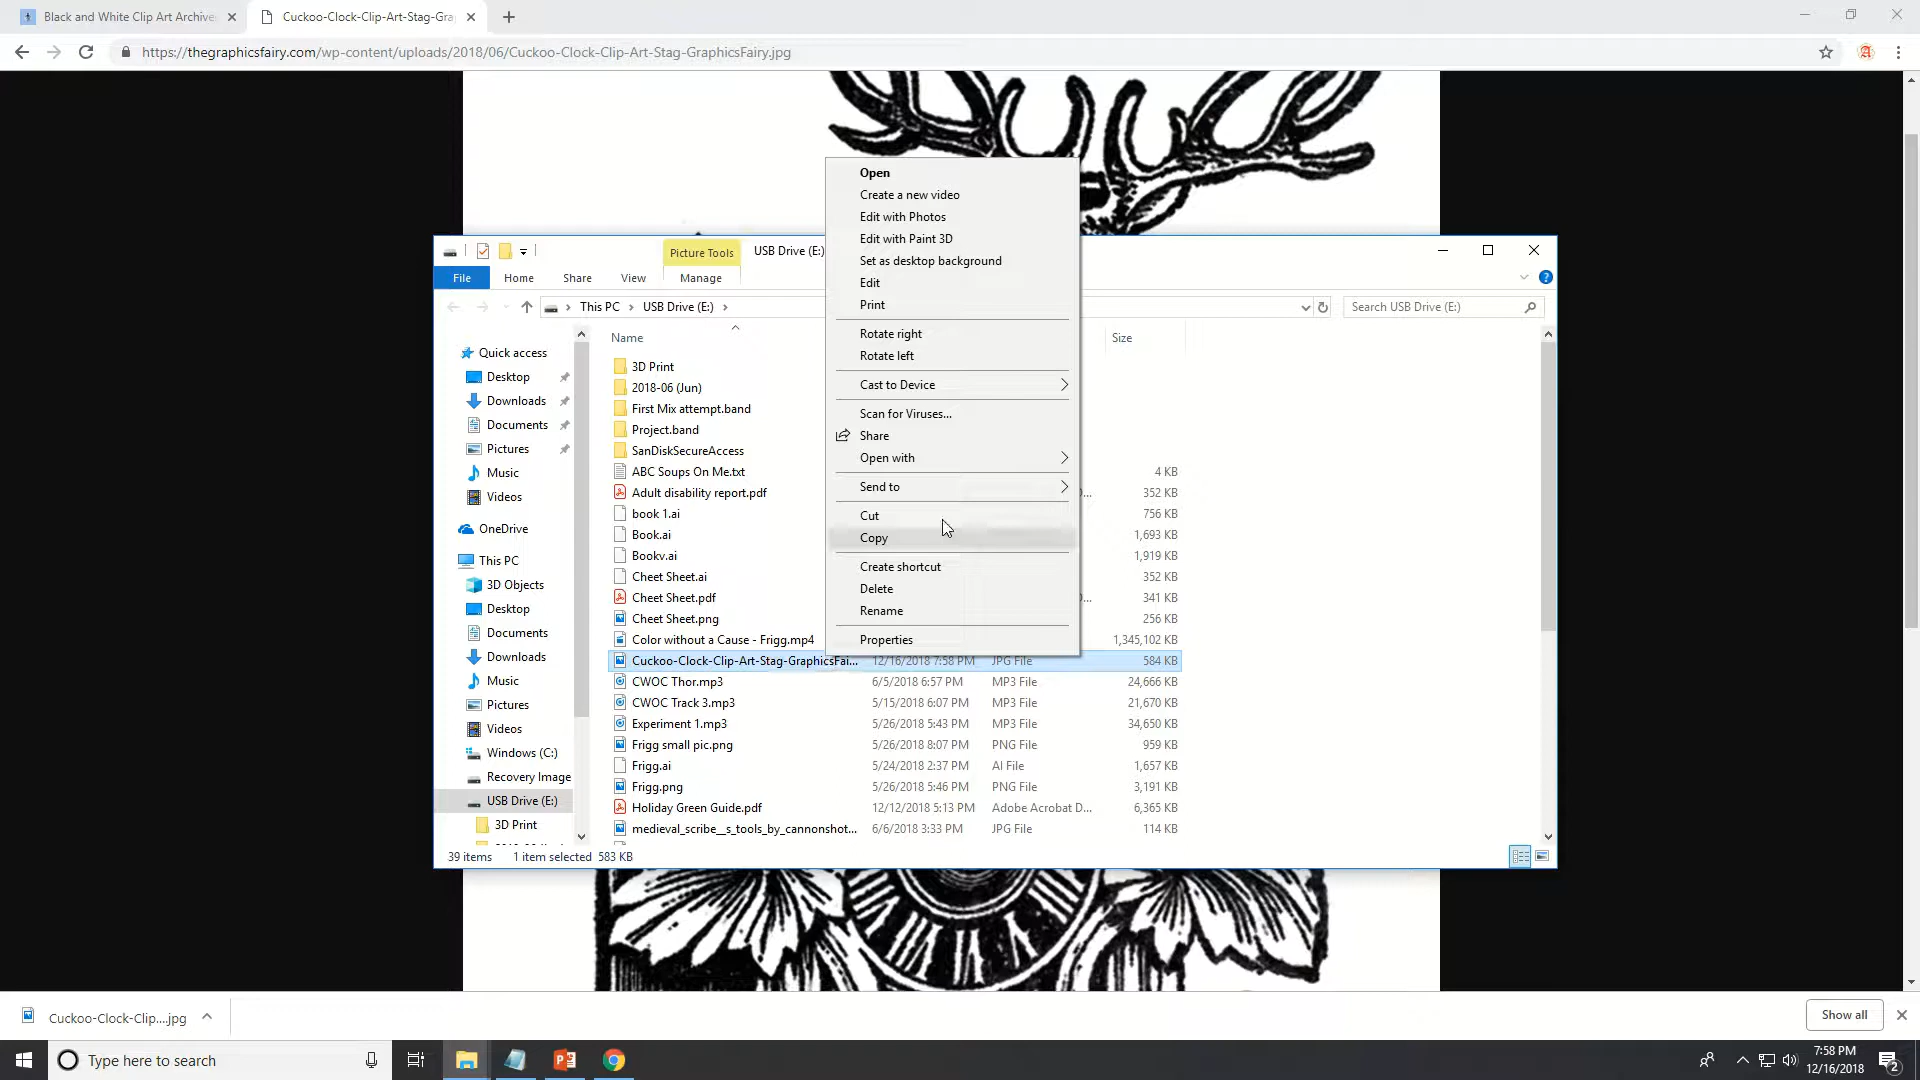 Black and White Clip Art Archive
Cuckoo-Clock-Clip-Art-Stag-Gra
https://thegraphicsfairy.com/wp-content/uploads/2018/06/Cuckoo-Clock-Clip-Art-Stag-GraphicsFairy.jpg
Open
Create a new video
Edit with Photos
Edit with Paint 3D
Set as desktop background
Edit
Print
Rotate right
Rotate left
Cast to Device
Scan for Viruses...
Share
Open with
Send to
Cut
Copy
Create shortcut
Delete
Rename
Properties
Picture Tools
USB Drive (E:)
File Home Share View Manage
This PC USB Drive (E:)
Search USB Drive (E:)
Name Size
Quick access
Desktop
Downloads
Documents
Pictures
Music
Videos
OneDrive
This PC
3D Objects
Desktop
Documents
Downloads
Music
Pictures
Videos
Windows (C:)
Recovery Image
USB Drive (E:)
3D Print
3D Print
2018-06 (Jun)
First Mix attempt.band
Project.band
SanDiskSecureAccess
ABC Soups On Me.txt 4 KB
Adult disability report.pdf D... 352 KB
book 1.ai 756 KB
Book.ai 1,693 KB
Bookv.ai 1,919 KB
Cheet Sheet.ai 352 KB
Cheet Sheet.pdf D... 341 KB
Cheet Sheet.png 256 KB
Color without a Cause - Frigg.mp4 1,345,102 KB
Cuckoo-Clock-Clip-Art-Stag-GraphicsFai... 12/16/2018 7:58 PM JPG File 584 KB
CWOC Thor.mp3 6/5/2018 6:57 PM MP3 File 24,666 KB
CWOC Track 3.mp3 5/15/2018 6:07 PM MP3 File 21,670 KB
Experiment 1.mp3 5/26/2018 5:43 PM MP3 File 34,650 KB
Frigg small pic.png 5/26/2018 8:07 PM PNG File 959 KB
Frigg.ai 5/24/2018 2:37 PM AI File 1,657 KB
Frigg.png 5/26/2018 5:46 PM PNG File 3,191 KB
Holiday Green Guide.pdf 12/12/2018 5:13 PM Adobe Acrobat D... 6,365 KB
medieval_scribe__s_tools_by_cannonshot... 6/6/2018 3:33 PM JPG File 114 KB
39 items 1 item selected 583 KB
Cuckoo-Clock-Clip....jpg
Show all
Type here to search
7:58 PM
12/16/2018
2